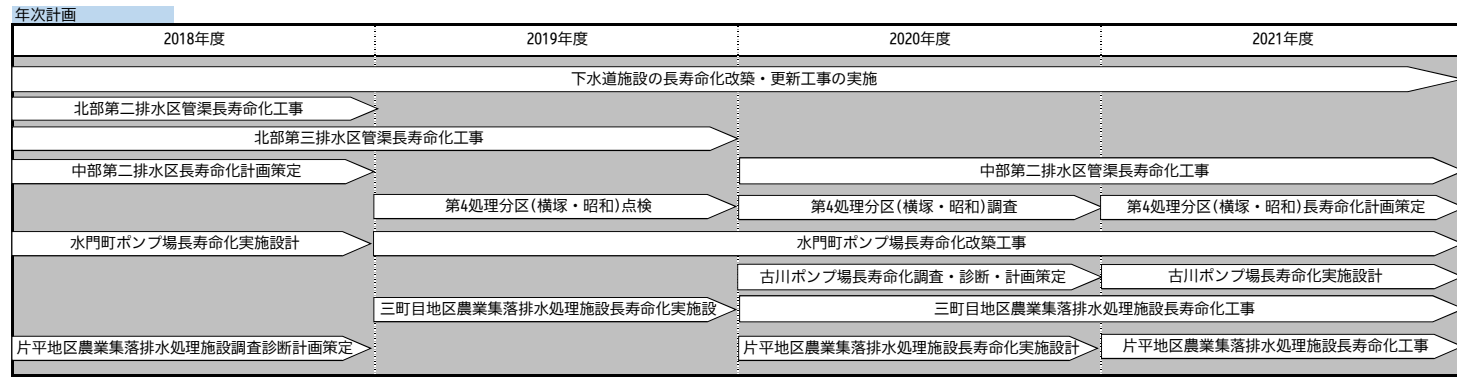 年次計画
2018年度 2019年度 2020年度 2021年度
下水道施設の長寿命化改築・更新工事の実施
北部第二排水区管渠長寿命化工事
北部第三排水区管渠長寿命化工事
中部第二排水区長寿命化計画策定 中部第二排水区管渠長寿命化工事
第4処理分区(横塚・昭和)点検 第4処理分区(横塚・昭和)調査 第4処理分区(横塚・昭和)長寿命化計画策定
水門町ポンプ場長寿命化実施設計 水門町ポンプ場長寿命化改築工事
古川ポンプ場長寿命化調査・診断・計画策定 古川ポンプ場長寿命化実施設計
三町目地区農業集落排水処理施設長寿命化実施設 三町目地区農業集落排水処理施設長寿命化工事
片平地区農業集落排水処理施設調査診断計画策定 片平地区農業集落排水処理施設長寿命化実施設計 片平地区農業集落排水処理施設長寿命化工事